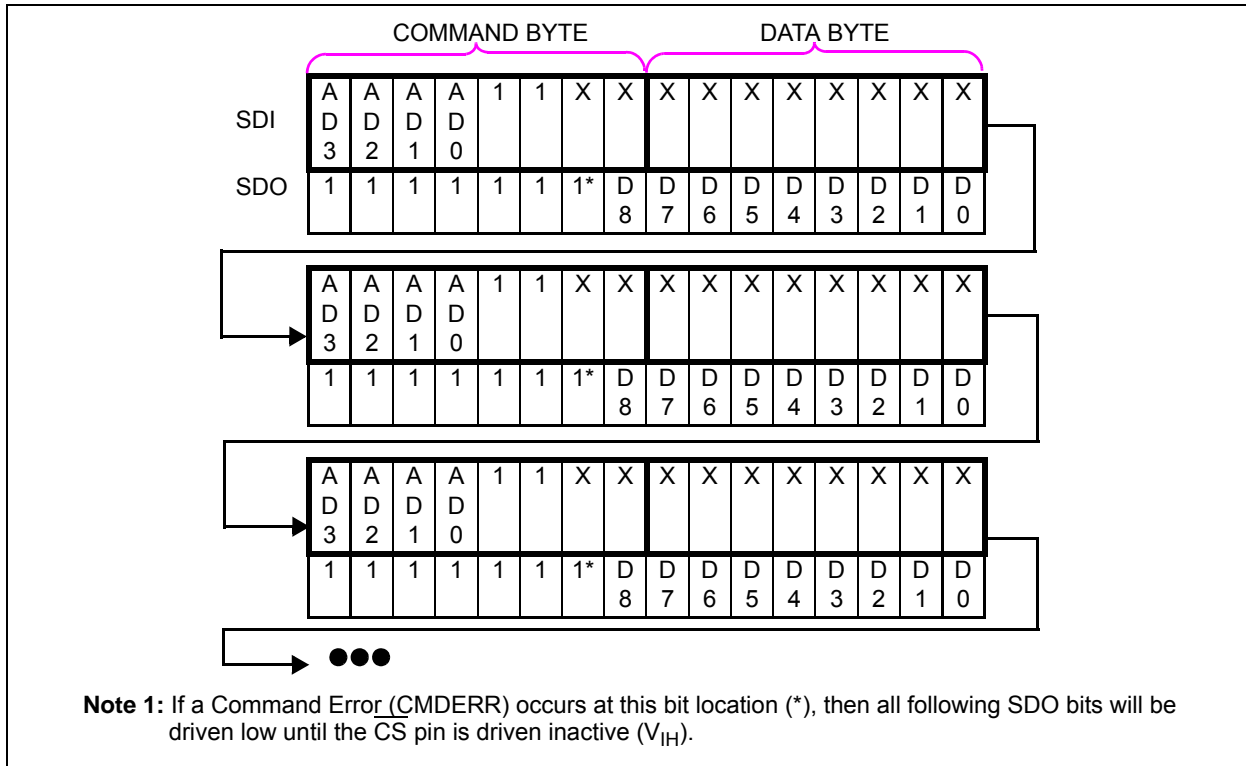 COMMAND BYTE DATA BYTE
SDI A A A A 1 1 X X X X X X X X X X
D D D D
3 2 1 0
SDO 1 1 1 1 1 1 1* D D D D D D D D D
8 7 6 5 4 3 2 1 0
A A A A 1 1 X X X X X X X X X X
D D D D
3 2 1 0
1 1 1 1 1 1 1* D D D D D D D D D
8 7 6 5 4 3 2 1 0
A A A A 1 1 X X X X X X X X X X
D D D D
3 2 1 0
1 1 1 1 1 1 1* D D D D D D D D D
8 7 6 5 4 3 2 1 0
Note 1: If a Command Error (CMDERR) occurs at this bit location (*), then all following SDO bits will be
driven low until the C̅S̅ pin is driven inactive (VIH).